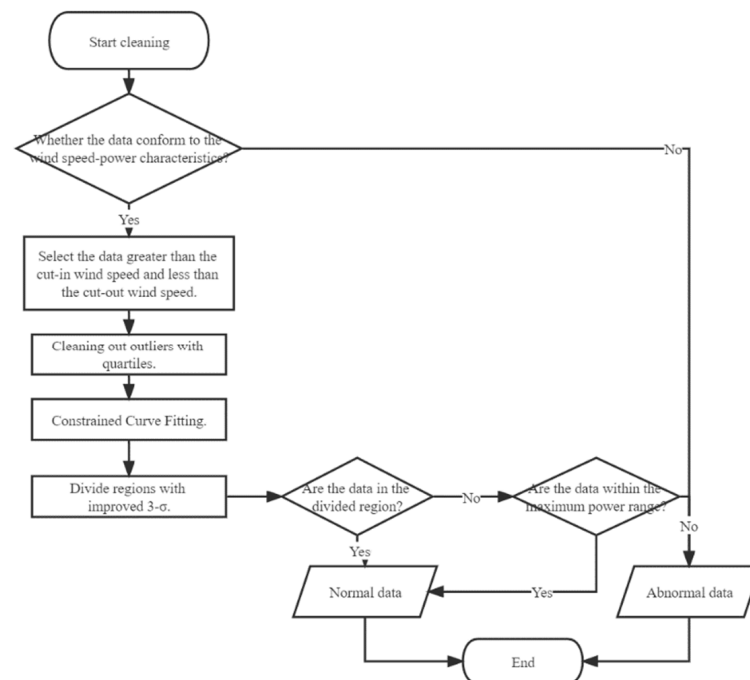 Start cleaning
Whether the data conform to the
wind speed-power characteristics?
No
Yes
Select the data greater than the
cut-in wind speed and less than
the cut-out wind speed.
Cleaning out outliers with
quartiles.
Constrained Curve Fitting.
Divide regions with
improved 3-σ.
Are the data in the
divided region?
No
Are the data within the
maximum power range?
No
Yes
Normal data
Yes
Abnormal data
End